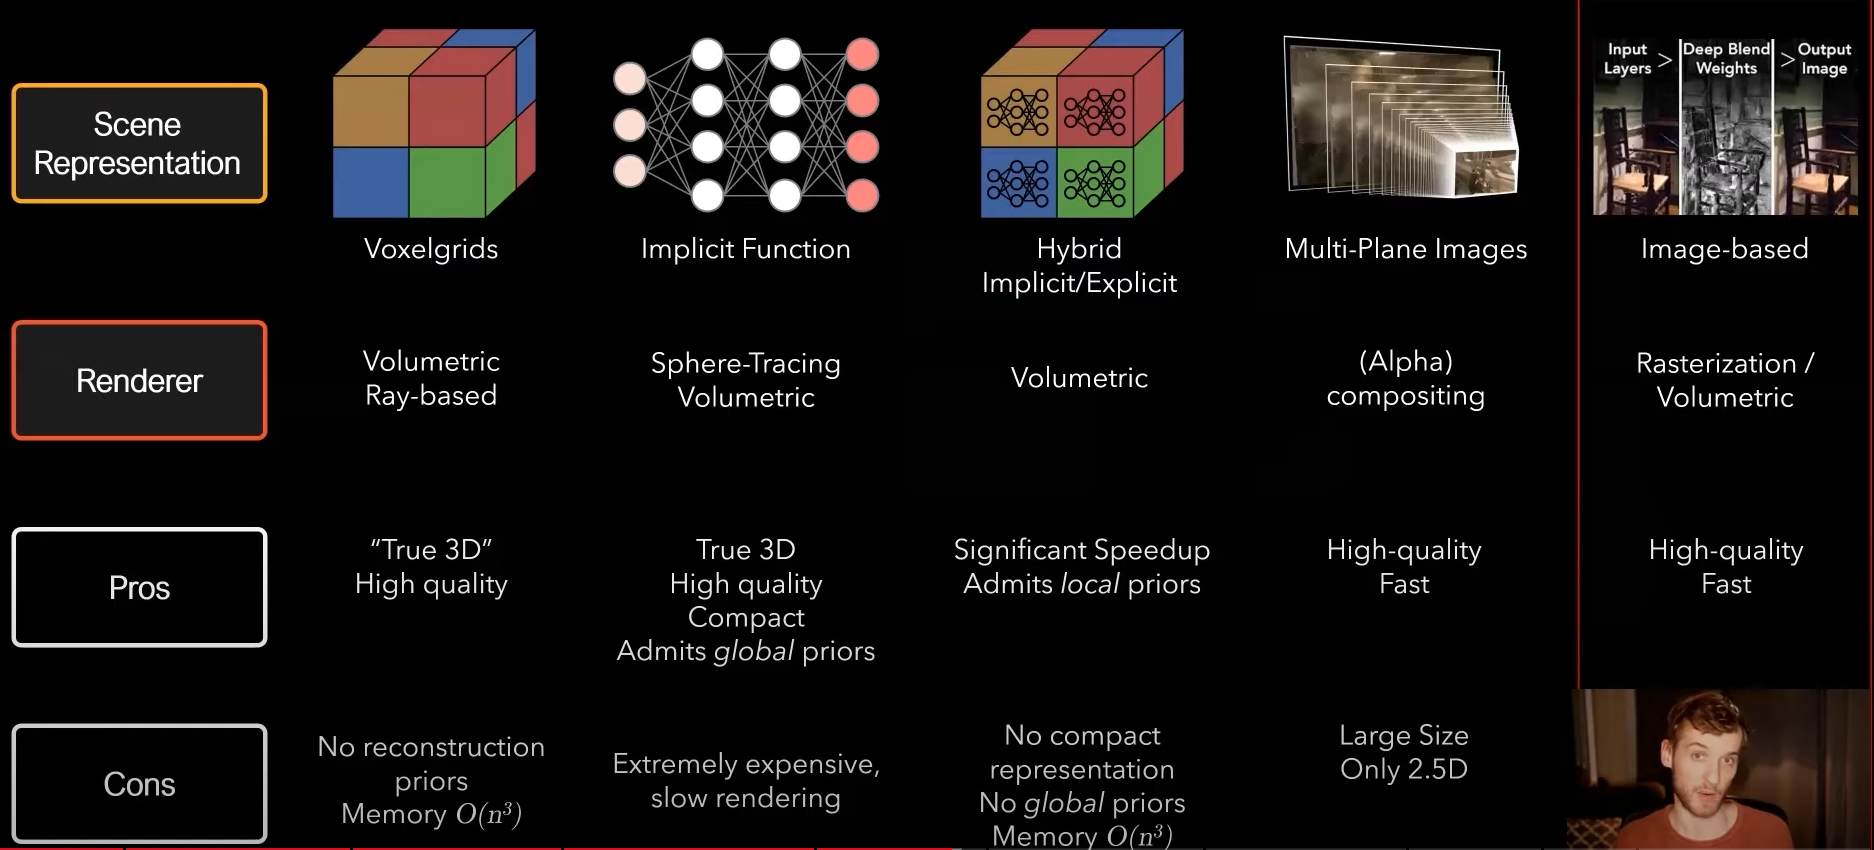 Input Layers > Deep Blend Weights > Output Image
Scene
Representation
Voxelgrids
Implicit Function
Hybrid
Implicit/Explicit
Multi-Plane Images
Image-based
Renderer
Volumetric
Ray-based
Sphere-Tracing
Volumetric
Volumetric
(Alpha)
compositing
Rasterization /
Volumetric
Pros
“True 3D”
High quality
True 3D
High quality
Compact
Admits global priors
Significant Speedup
Admits local priors
High-quality
Fast
High-quality
Fast
Cons
No reconstruction
priors
Memory O(n³)
Extremely expensive,
slow rendering
No compact
representation
No global priors
Memory O(n³)
Large Size
Only 2.5D